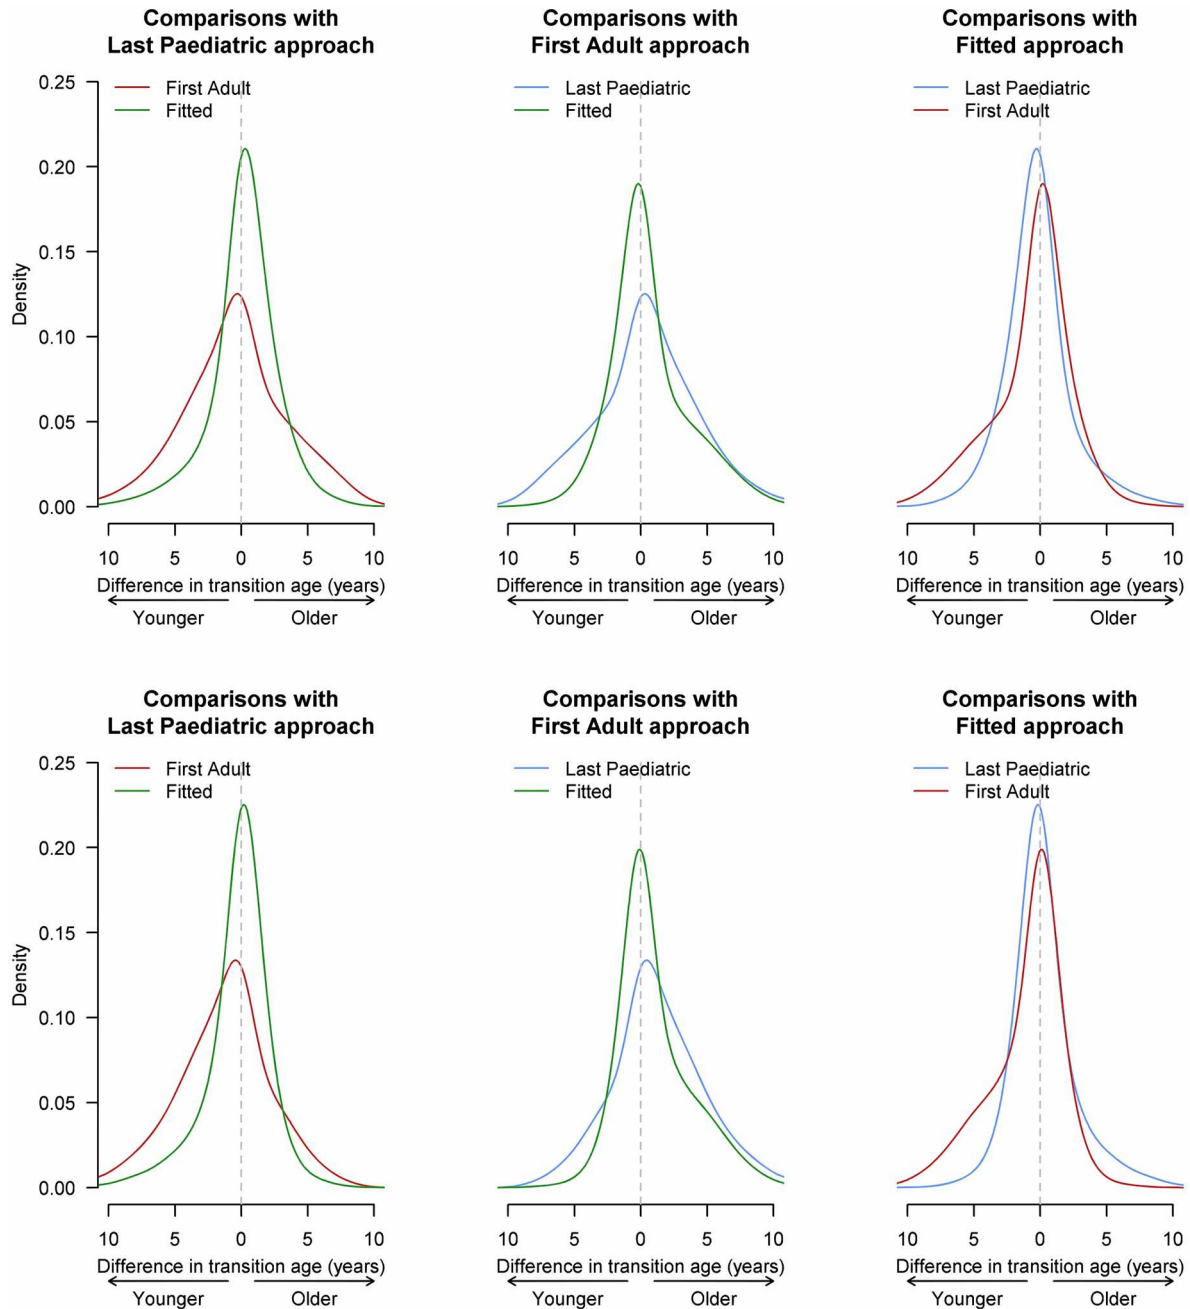 Comparisons with
Last Paediatric approach
First Adult
Fitted
0.25
0.20
0.15
0.10
0.05
0.00
Density
10 5 0 5 10
Difference in transition age (years)
Younger Older
Comparisons with
First Adult approach
Last Paediatric
Fitted
10 5 0 5 10
Difference in transition age (years)
Younger Older
Comparisons with
Fitted approach
Last Paediatric
First Adult
10 5 0 5 10
Difference in transition age (years)
Younger Older
Comparisons with
Last Paediatric approach
First Adult
Fitted
0.25
0.20
0.15
0.10
0.05
0.00
Density
10 5 0 5 10
Difference in transition age (years)
Younger Older
Comparisons with
First Adult approach
Last Paediatric
Fitted
10 5 0 5 10
Difference in transition age (years)
Younger Older
Comparisons with
Fitted approach
Last Paediatric
First Adult
10 5 0 5 10
Difference in transition age (years)
Younger Older